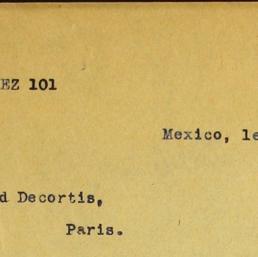 EZ 101
Mexico, le
d Decortis,
Paris.